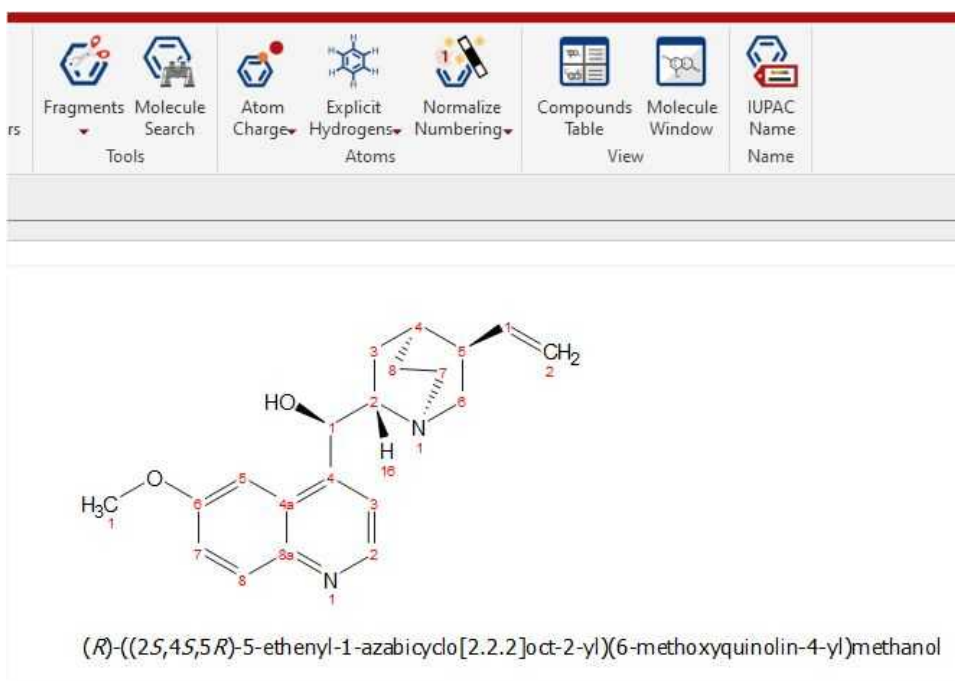 Fragments
Molecule
Search
Atom
Charge
Explicit
Hydrogens
Normalize
Numbering
Compounds
Table
Molecule
Window
IUPAC
Name
rs
Tools
Atoms
View
Name
4
1
3
5
CH2
2
8
7
HO
2
6
1
N
1
H
16
O
5
4
H3C
1
6
4a
3
7
8a
2
8
N
1
(R)-((2S,4S,5R)-5-ethenyl-1-azabicyclo[2.2.2]oct-2-yl)(6-methoxyquinolin-4-yl)methanol